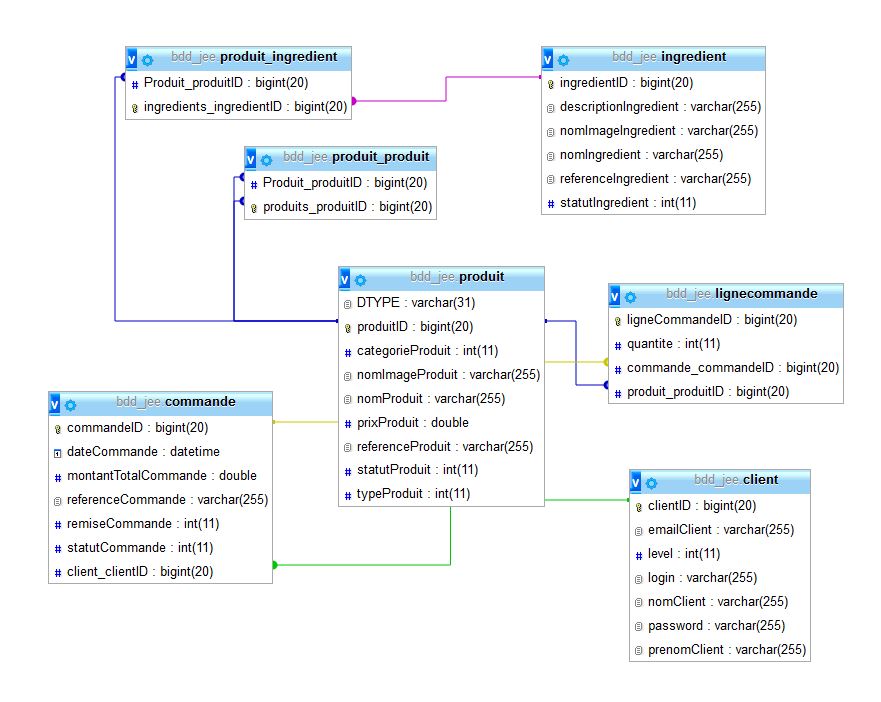 bdd_jee.produit_ingredient
Produit_produitID : bigint(20)
ingredients_ingredientID : bigint(20)
bdd_jee.ingredient
ingredientID : bigint(20)
descriptionIngredient : varchar(255)
nomImageIngredient : varchar(255)
nomIngredient : varchar(255)
referenceIngredient : varchar(255)
statutIngredient : int(11)
bdd_jee.produit_produit
Produit_produitID : bigint(20)
produits_produitID : bigint(20)
bdd_jee.produit
DTYPE : varchar(31)
produitID : bigint(20)
categorieProduit : int(11)
nomImageProduit : varchar(255)
nomProduit : varchar(255)
prixProduit : double
referenceProduit : varchar(255)
statutProduit : int(11)
typeProduit : int(11)
bdd_jee.lignecommande
ligneCommandeID : bigint(20)
quantite : int(11)
commande_commandeID : bigint(20)
produit_produitID : bigint(20)
bdd_jee.commande
commandeID : bigint(20)
dateCommande : datetime
montantTotalCommande : double
referenceCommande : varchar(255)
remiseCommande : int(11)
statutCommande : int(11)
client_clientID : bigint(20)
bdd_jee.client
clientID : bigint(20)
emailClient : varchar(255)
level : int(11)
login : varchar(255)
nomClient : varchar(255)
password : varchar(255)
prenomClient : varchar(255)